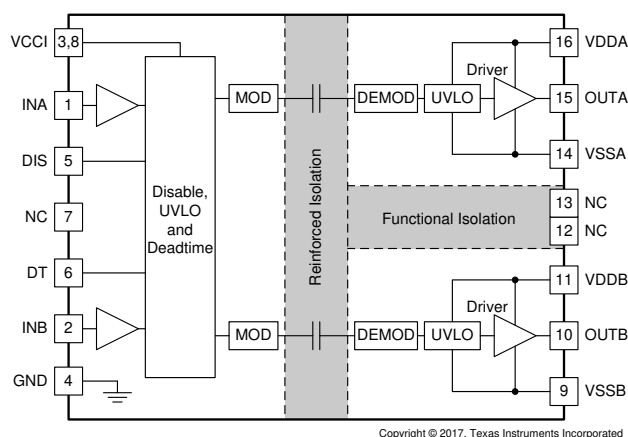 VCCI 3,8
16 VDDA
Driver
INA 1
MOD
DEMOD
UVLO
15 OUTA
DIS 5
14 VSSA
Disable,
UVLO
and
Deadtime
Reinforced Isolation
Functional Isolation
13 NC
12 NC
NC 7
DT 6
11 VDDB
Driver
INB 2
MOD
DEMOD
UVLO
10 OUTB
GND 4
9 VSSB
Copyright © 2017, Texas Instruments Incorporated